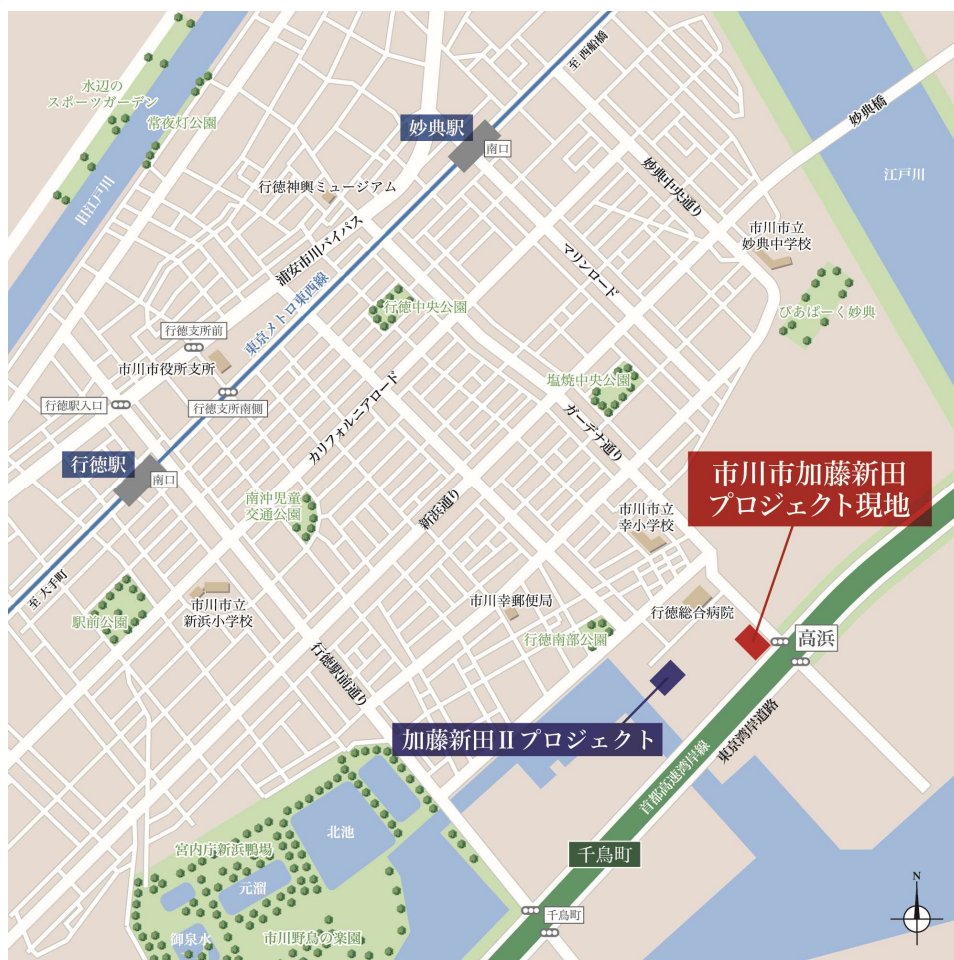 至 西船橋
水辺の
スポーツガーデン
常夜灯公園
妙典駅
南口
妙典橋
江戸川
旧江戸川
行徳神輿ミュージアム
妙典中央通り
浦安市川バイパス
市川市立
妙典中学校
マリンロード
東京メトロ東西線
行徳中央公園
ぴあぱーく妙典
行徳支所前
市川市役所支所
行徳駅入口
行徳支所南側
塩焼中央公園
カリフォルニアロード
ガーデナ通り
行徳駅
南口
市川市加藤新田
プロジェクト現地
南沖児童
交通公園
新浜通り
市川市立
幸小学校
至 大手町
駅前公園
市川市立
新浜小学校
市川幸郵便局
行徳総合病院
行徳南部公園
高浜
行徳駅前通り
加藤新田Ⅱプロジェクト
東京湾岸道路
首都高速湾岸線
北池
宮内庁新浜鴨場
千鳥町
元溜
N
千鳥町
御泉水
市川野鳥の楽園